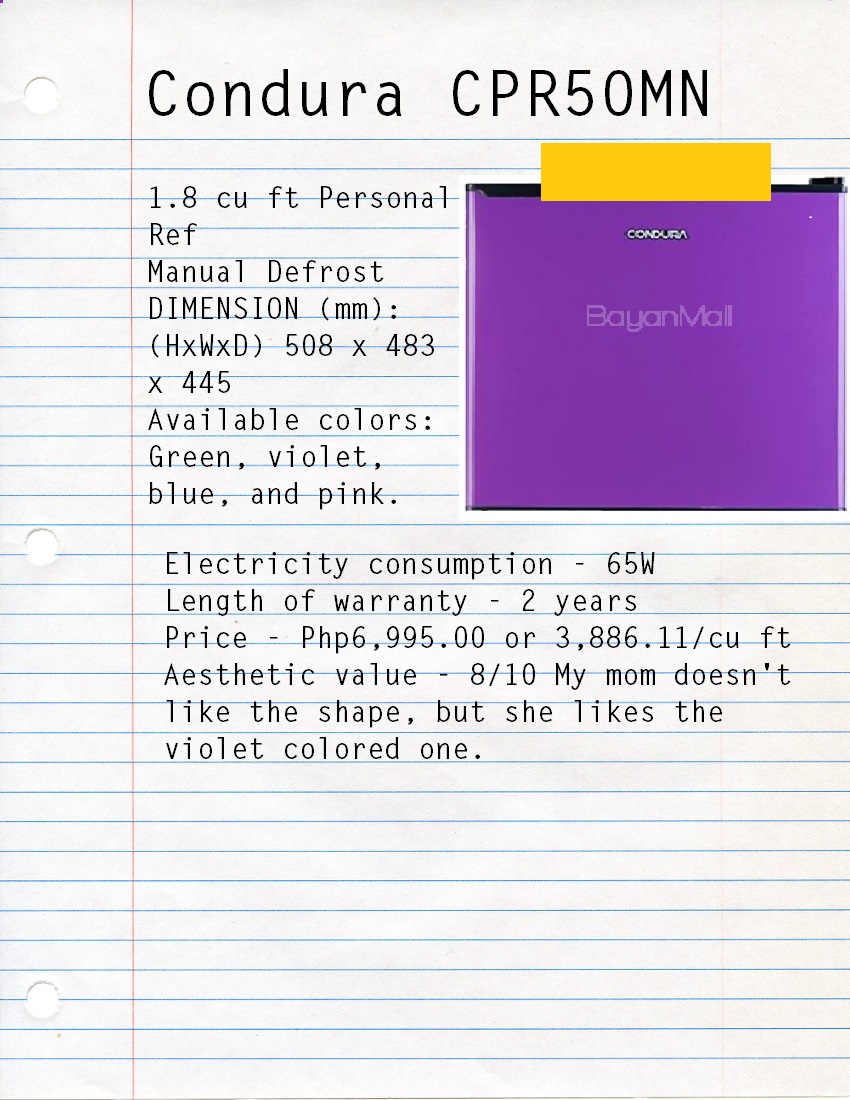 Condura CPR50MN
1.8 cu ft Personal
Ref
Manual Defrost
DIMENSION (mm):
(HxWxD) 508 x 483
x 445
Available colors:
Green, violet,
blue, and pink.
CONDURA
BayanMall
Electricity consumption - 65W
Length of warranty - 2 years
Price - Php6,995.00 or 3,886.11/cu ft
Aesthetic value - 8/10 My mom doesn't
like the shape, but she likes the
violet colored one.